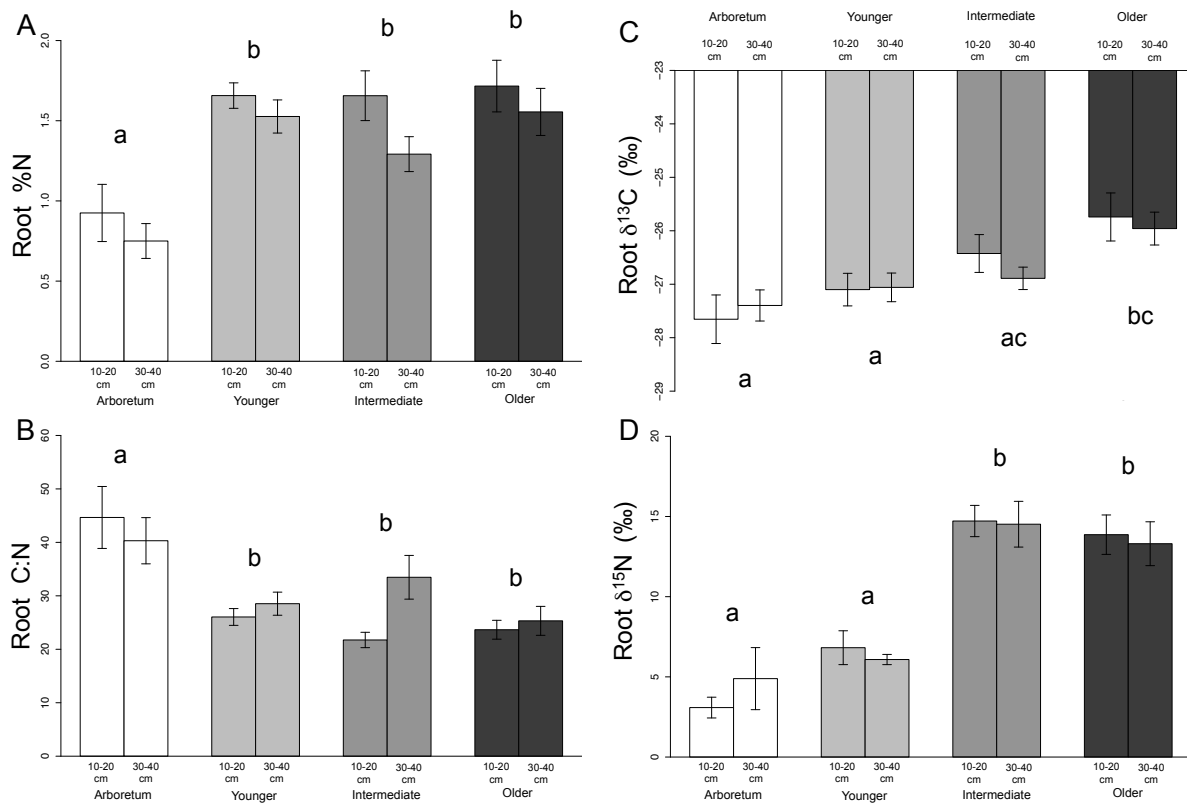 A
Root %N
2.0
1.5
1.0
0.5
0.0
a
b
b
b
10-20 cm
30-40 cm
10-20 cm
30-40 cm
10-20 cm
30-40 cm
10-20 cm
30-40 cm
Arboretum
Younger
Intermediate
Older
B
Root C:N
60
50
40
30
20
10
0
a
b
b
b
10-20 cm
30-40 cm
10-20 cm
30-40 cm
10-20 cm
30-40 cm
10-20 cm
30-40 cm
Arboretum
Younger
Intermediate
Older
C
Arboretum
Younger
Intermediate
Older
10-20 cm
30-40 cm
10-20 cm
30-40 cm
10-20 cm
30-40 cm
10-20 cm
30-40 cm
Root δ¹³C (‰)
-23
-24
-25
-26
-27
-28
-29
a
a
ac
bc
D
Root δ¹⁵N (‰)
20
15
10
5
0
a
a
b
b
10-20 cm
30-40 cm
10-20 cm
30-40 cm
10-20 cm
30-40 cm
10-20 cm
30-40 cm
Arboretum
Younger
Intermediate
Older